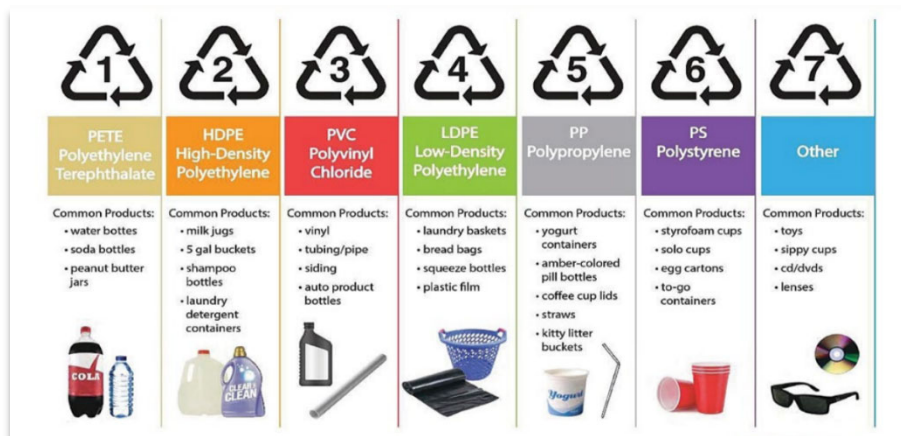 1
2
3
4
5
6
7
PETE
Polyethylene
Terephthalate
HDPE
High-Density
Polyethylene
PVC
Polyvinyl
Chloride
LDPE
Low-Density
Polyethylene
PP
Polypropylene
PS
Polystyrene
Other
Common Products:
• water bottes
• soda bottles
• peanut butter
jars
Common Products:
• milk jugs
• 5 gal buckets
• shampoo
bottles
• laundry
detergent
containers
Common Products:
• vinyl
• tubing/pipe
• siding
• auto product
bottles
Common Products:
• laundry baskets
• bread bags
• squeeze bottles
• plastic film
Common Products:
• yogurt
containers
• amber-colored
pill bottles
• coffee cup lids
• straws
• kitty litter
buckets
Common Products:
• styrofoam cups
• solo cups
• egg cartons
• to-go
containers
Common Products:
• toys
• sippy cups
• cd/dvds
• lenses
COLA
CLEAR
CLEAN
Yogurt